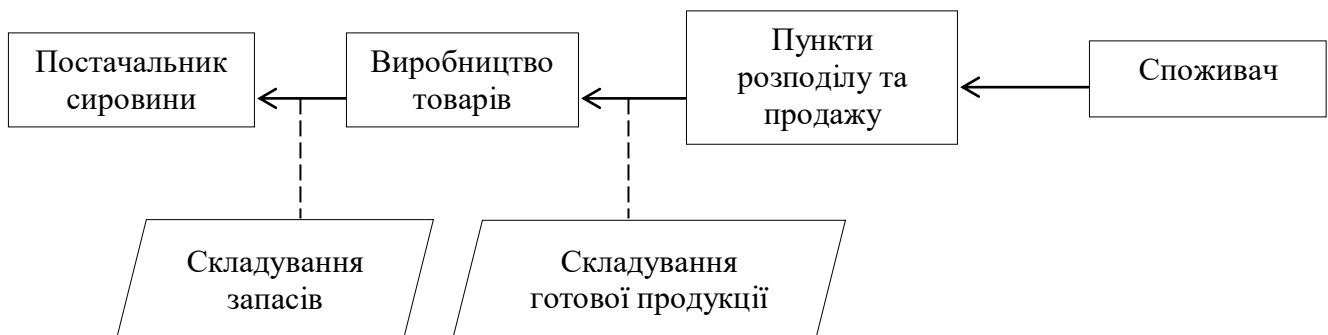 Постачальник
сировини
Виробництво
товарів
Пункти
розподілу та
продажу
Споживач
Складування
запасів
Складування
готової продукції